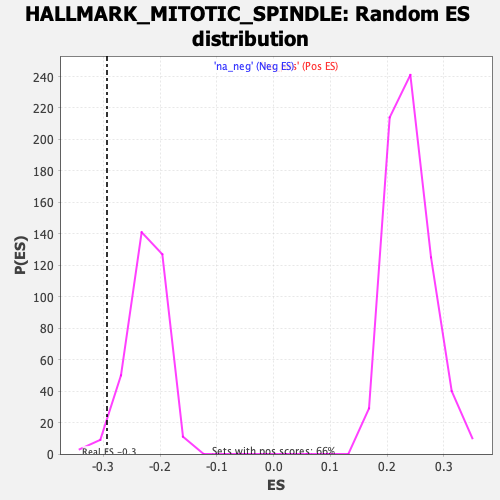 HALLMARK_MITOTIC_SPINDLE: Random ES
distribution
'na_neg' (Neg ES) (Pos ES)
240
220
200
180
160
140
120
100
80
60
40
20
0
P(ES)
Real ES -0.3
Sets with pos scores: 66%
-0.3 -0.2 -0.1 0.0 0.1 0.2 0.3
ES